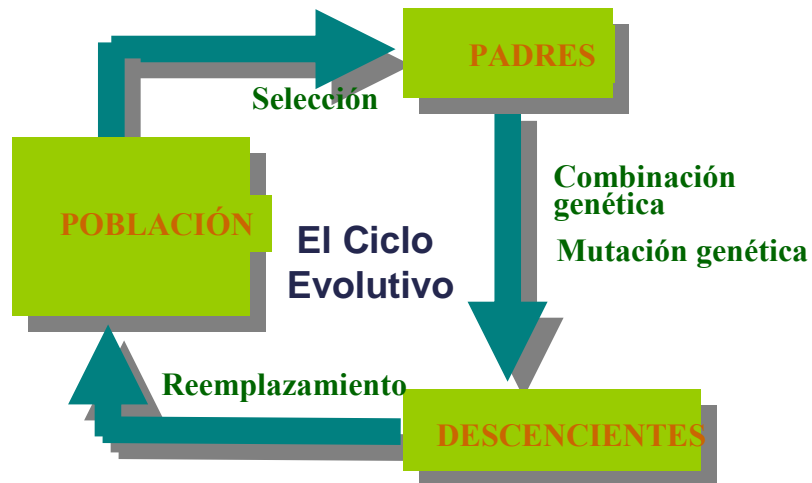 PADRES
Selección
Combinación
genética
Mutación genética
POBLACIÓN
El Ciclo
Evolutivo
Reemplazamiento
DESCENCIENTES